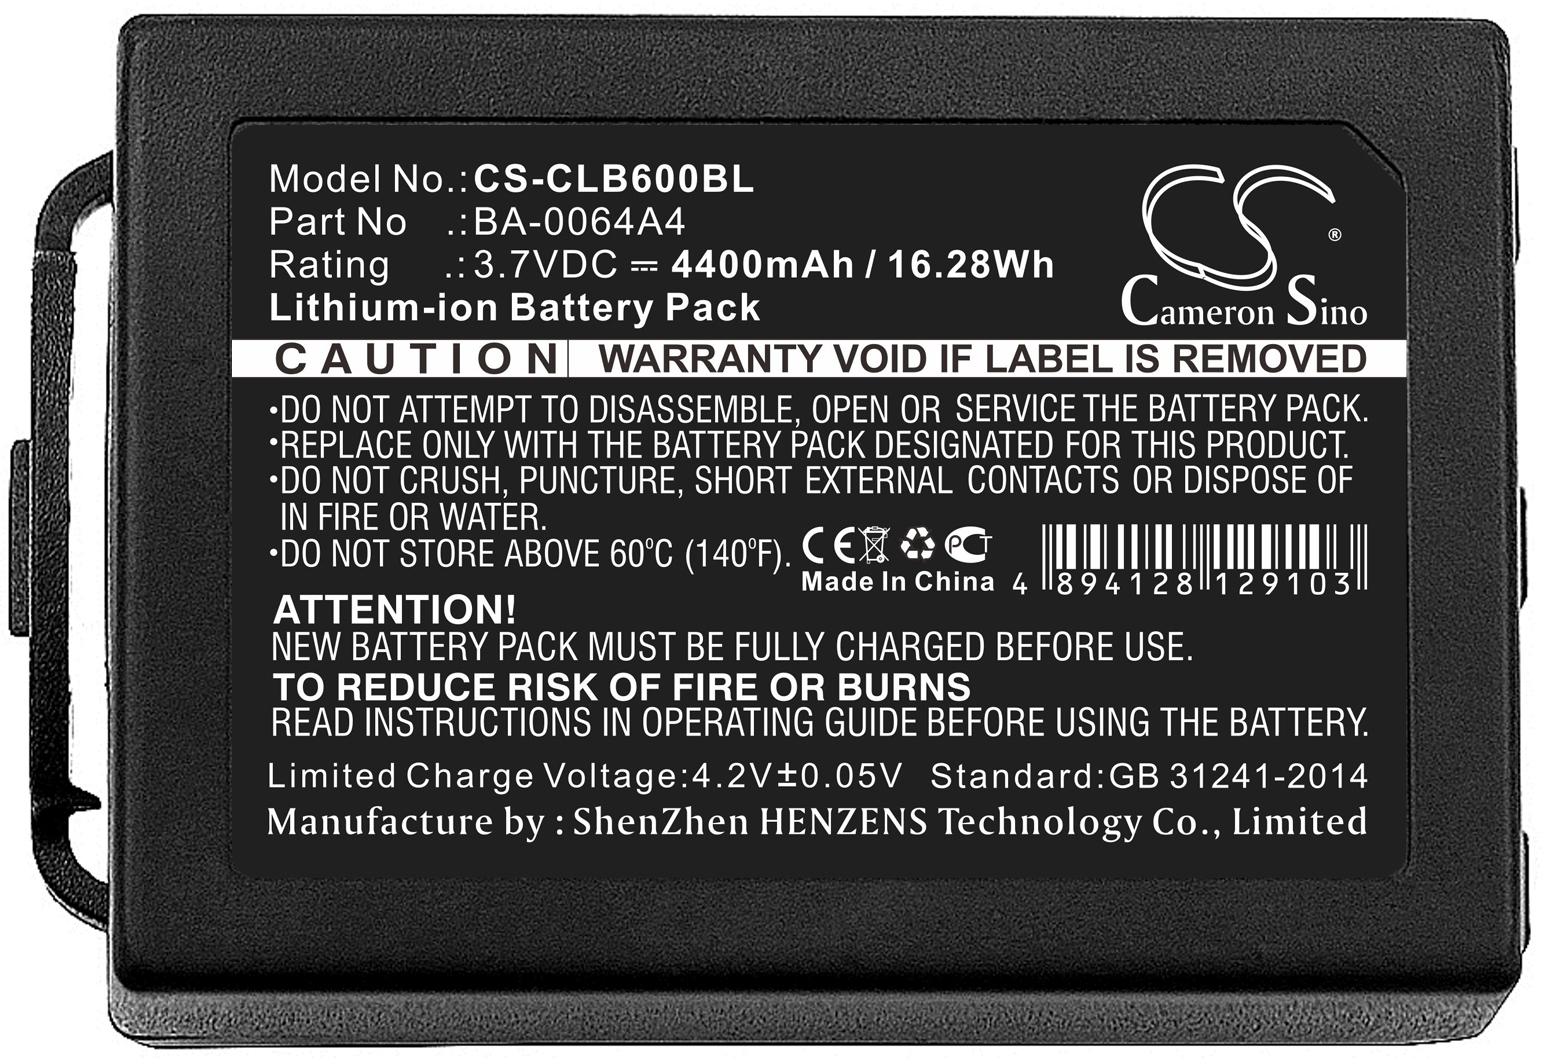 Model No.:CS-CLB600BL
Part No .:BA-0064A4
Rating .:3.7VDC ⎓ 4400mAh / 16.28Wh
Lithium-ion Battery Pack
CS ®
Cameron Sino
CAUTION WARRANTY VOID IF LABEL IS REMOVED
•DO NOT ATTEMPT TO DISASSEMBLE, OPEN OR SERVICE THE BATTERY PACK.
•REPLACE ONLY WITH THE BATTERY PACK DESIGNATED FOR THIS PRODUCT.
•DO NOT CRUSH, PUNCTURE, SHORT EXTERNAL CONTACTS OR DISPOSE OF
IN FIRE OR WATER.
•DO NOT STORE ABOVE 60⁰C (140⁰F).
CE PCT
Made In China
4 894128 129103
ATTENTION!
NEW BATTERY PACK MUST BE FULLY CHARGED BEFORE USE.
TO REDUCE RISK OF FIRE OR BURNS
READ INSTRUCTIONS IN OPERATING GUIDE BEFORE USING THE BATTERY.
Limited Charge Voltage:4.2V±0.05V Standard:GB 31241-2014
Manufacture by : ShenZhen HENZENS Technology Co., Limited